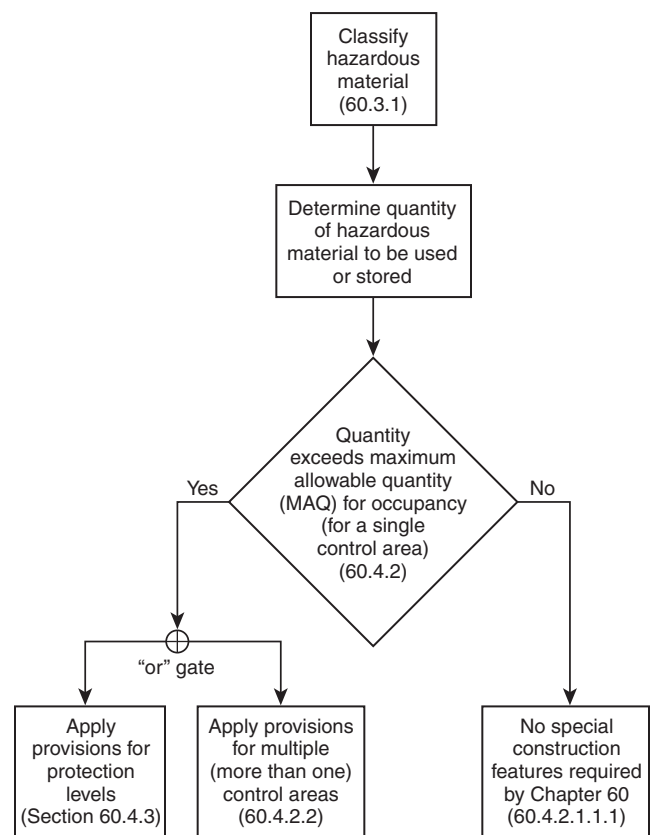 Classify
hazardous
material
(60.3.1)
Determine quantity
of hazardous
material to be used
or stored
Quantity
exceeds maximum
allowable quantity
(MAQ) for occupancy
(for a single
control area)
(60.4.2)
Yes
No
“or” gate
Apply
provisions for
protection
levels
(Section 60.4.3)
Apply provisions
for multiple
(more than one)
control areas
(60.4.2.2)
No special
construction
features required
by Chapter 60
(60.4.2.1.1.1)